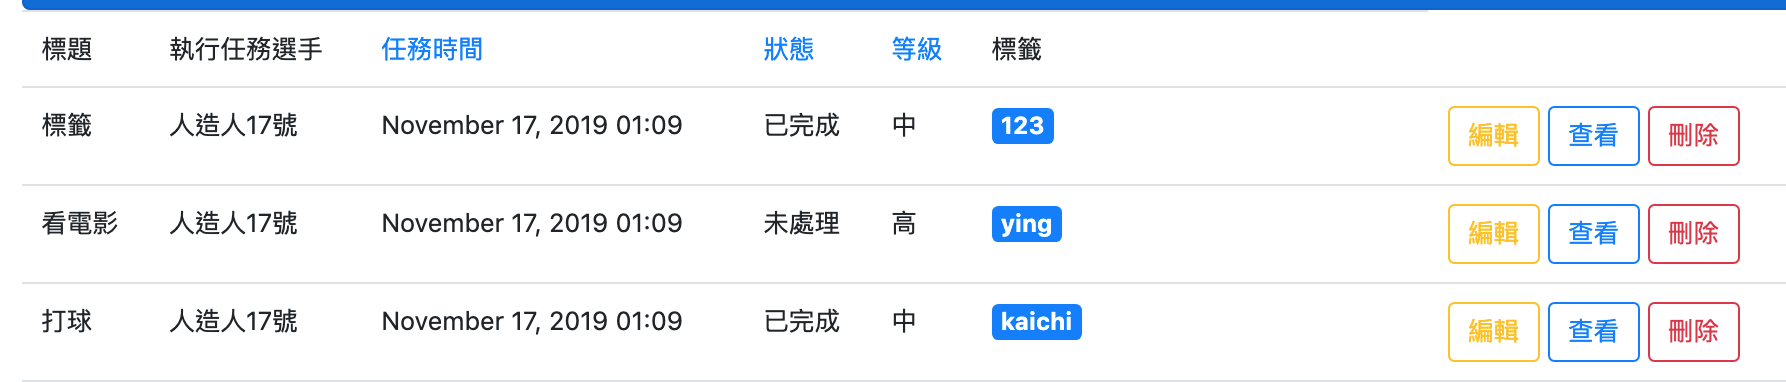 標題 執行任務選手 任務時間 狀態 等級 標籤
標籤 人造人17號 November 17, 2019 01:09 已完成 中 123 編輯 查看 刪除
看電影 人造人17號 November 17, 2019 01:09 未處理 高 ying 編輯 查看 刪除
打球 人造人17號 November 17, 2019 01:09 已完成 中 kaichi 編輯 查看 刪除